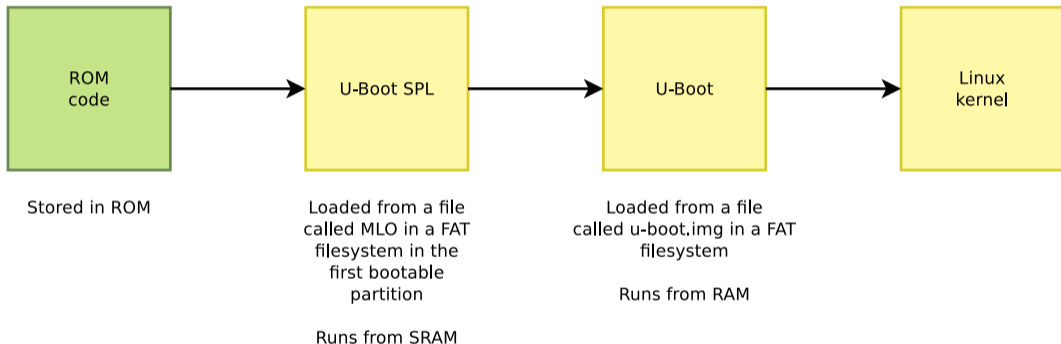 ROM
code
U-Boot SPL
U-Boot
Linux
kernel
Stored in ROM
Loaded from a file
called MLO in a FAT
filesystem in the
first bootable
partition
Runs from SRAM
Loaded from a file
called u-boot.img in a FAT
filesystem
Runs from RAM